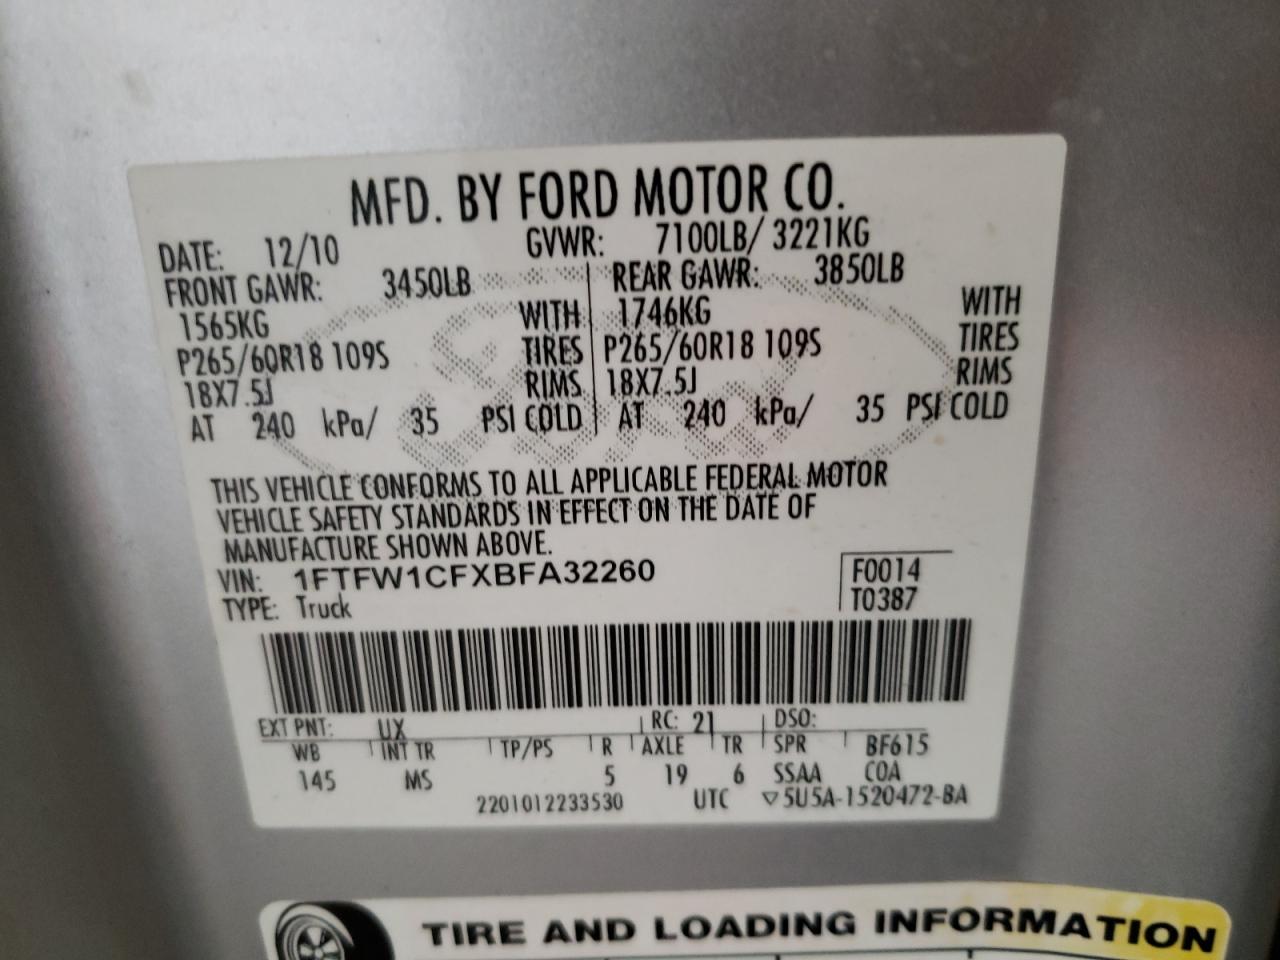 MFD. BY FORD MOTOR CO.
DATE: 12/10 GVWR: 7100LB/ 3221KG
FRONT GAWR: 3450LB REAR GAWR: 3850LB
1565KG WITH 1746KG WITH
P265/60R18 109S TIRES P265/60R18 109S TIRES
18X7.5J RIMS 18X7.5J RIMS
AT 240 kPa/ 35 PSI COLD AT 240 kPa/ 35 PSI COLD
THIS VEHICLE CONFORMS TO ALL APPLICABLE FEDERAL MOTOR
VEHICLE SAFETY STANDARDS IN EFFECT ON THE DATE OF
MANUFACTURE SHOWN ABOVE.
VIN: 1FTFW1CFXBFA32260 F0014
TYPE: Truck T0387
EXT PNT: UX RC: 21 DSO:
WB INT TR TP/PS R AXLE TR SPR BF615
145 MS 5 19 6 SSAA COA
2201012233530 UTC ▽5U5A-1520472-BA
TIRE AND LOADING INFORMATION